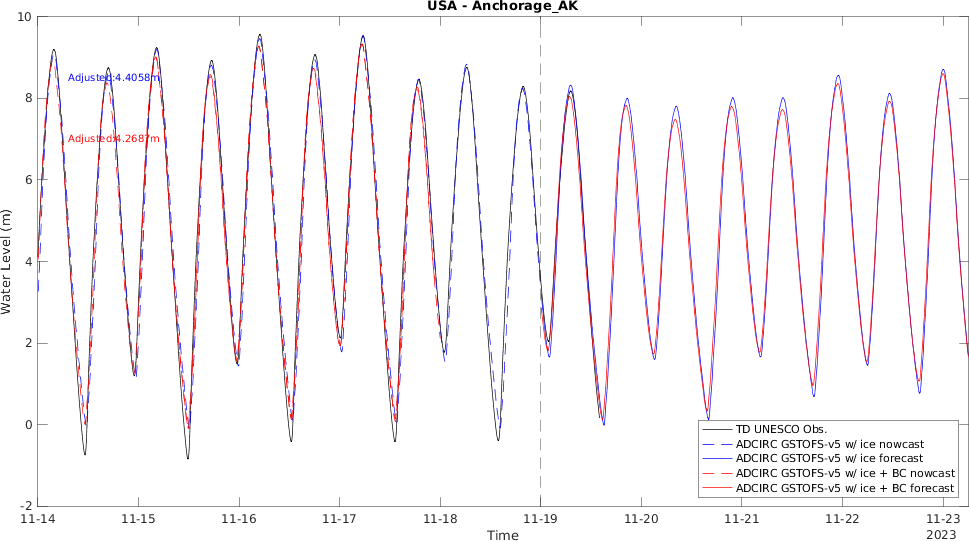 USA - Anchorage_AK
10
8
6
4
2
0
-2
Water Level (m)
Adjusted:4.4058m
Adjusted:4.2687m
TD UNESCO Obs.
ADCIRC GSTOFS-v5 w/ ice nowcast
ADCIRC GSTOFS-v5 w/ ice forecast
ADCIRC GSTOFS-v5 w/ ice + BC nowcast
ADCIRC GSTOFS-v5 w/ ice + BC forecast
11-14 11-15 11-16 11-17 11-18 11-19 11-20 11-21 11-22 11-23
Time 2023